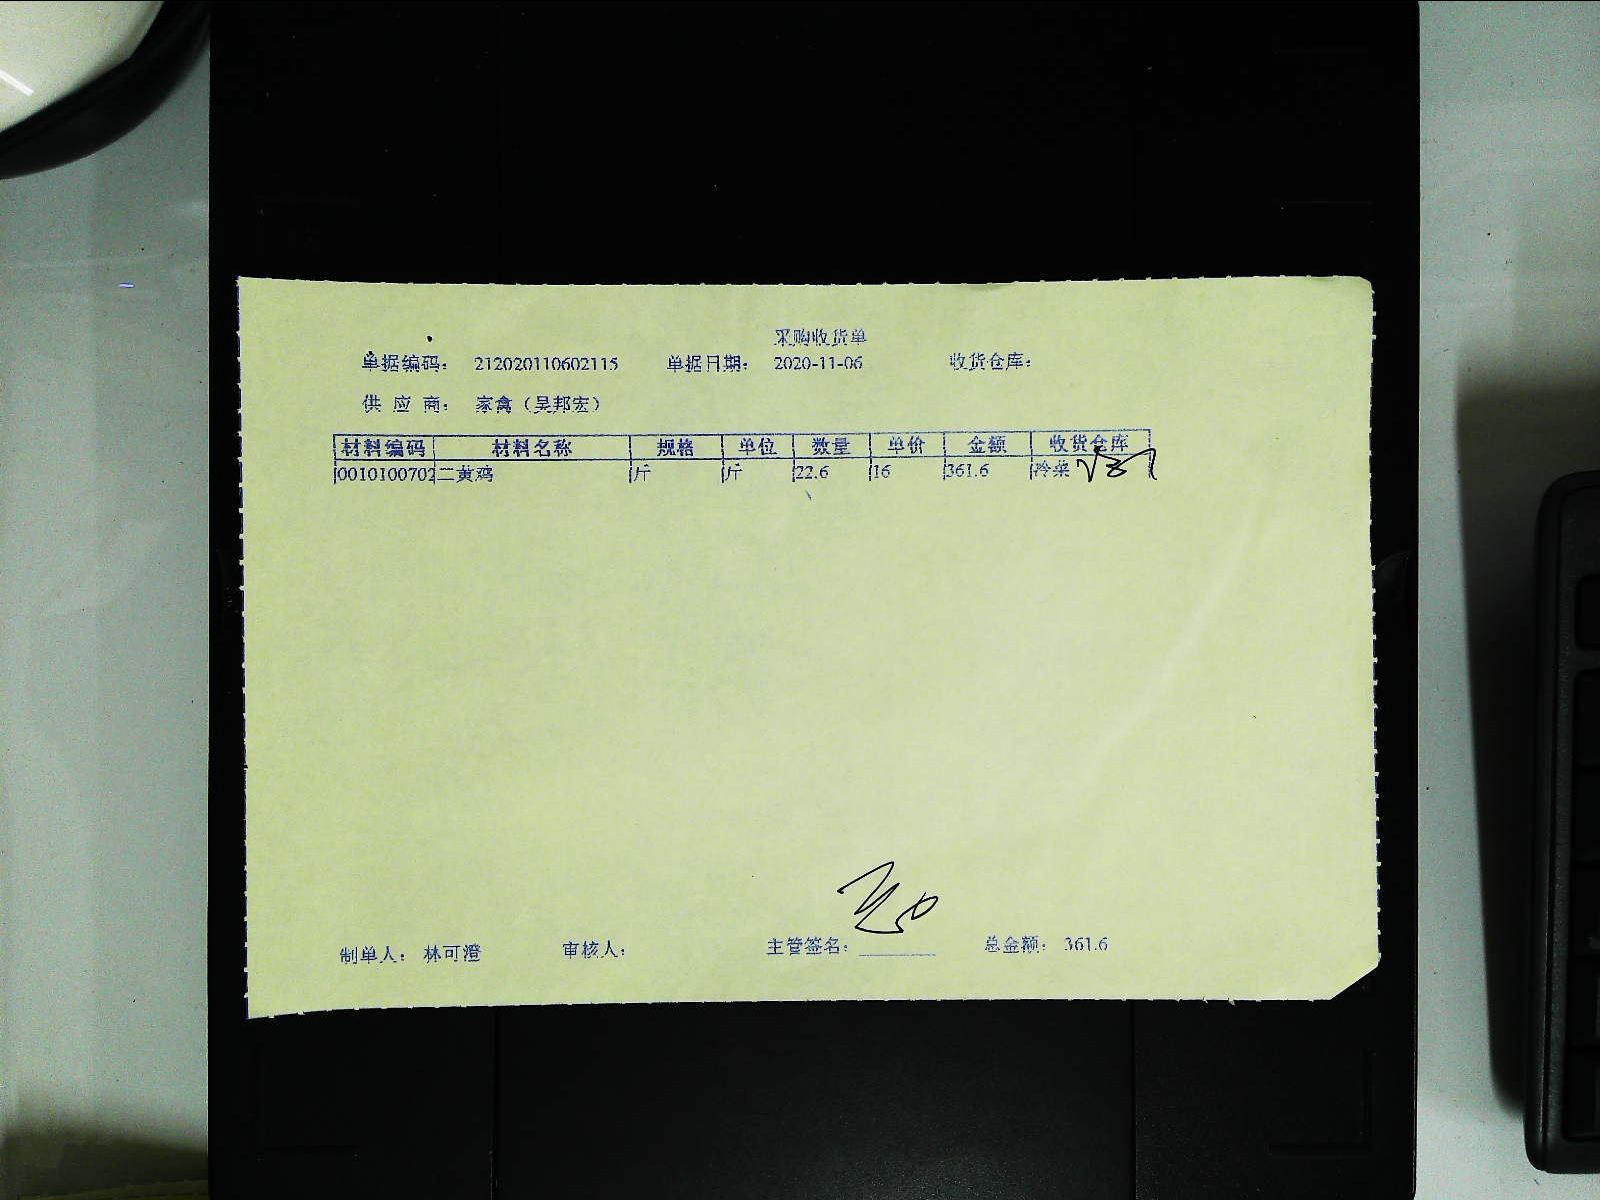 采购收货单
单据编码： 212020110602115 单据日期： 2020-11-06 收货仓库：
供 应 商： 家禽（吴邦宏）
材料编码 材料名称 规格 单位 数量 单价 金额 收货仓库
0010100702 二黄鸡 斤 斤 22.6 16 361.6 冷菜
制单人： 林可澄 审核人： 主管签名： 总金额： 361.6